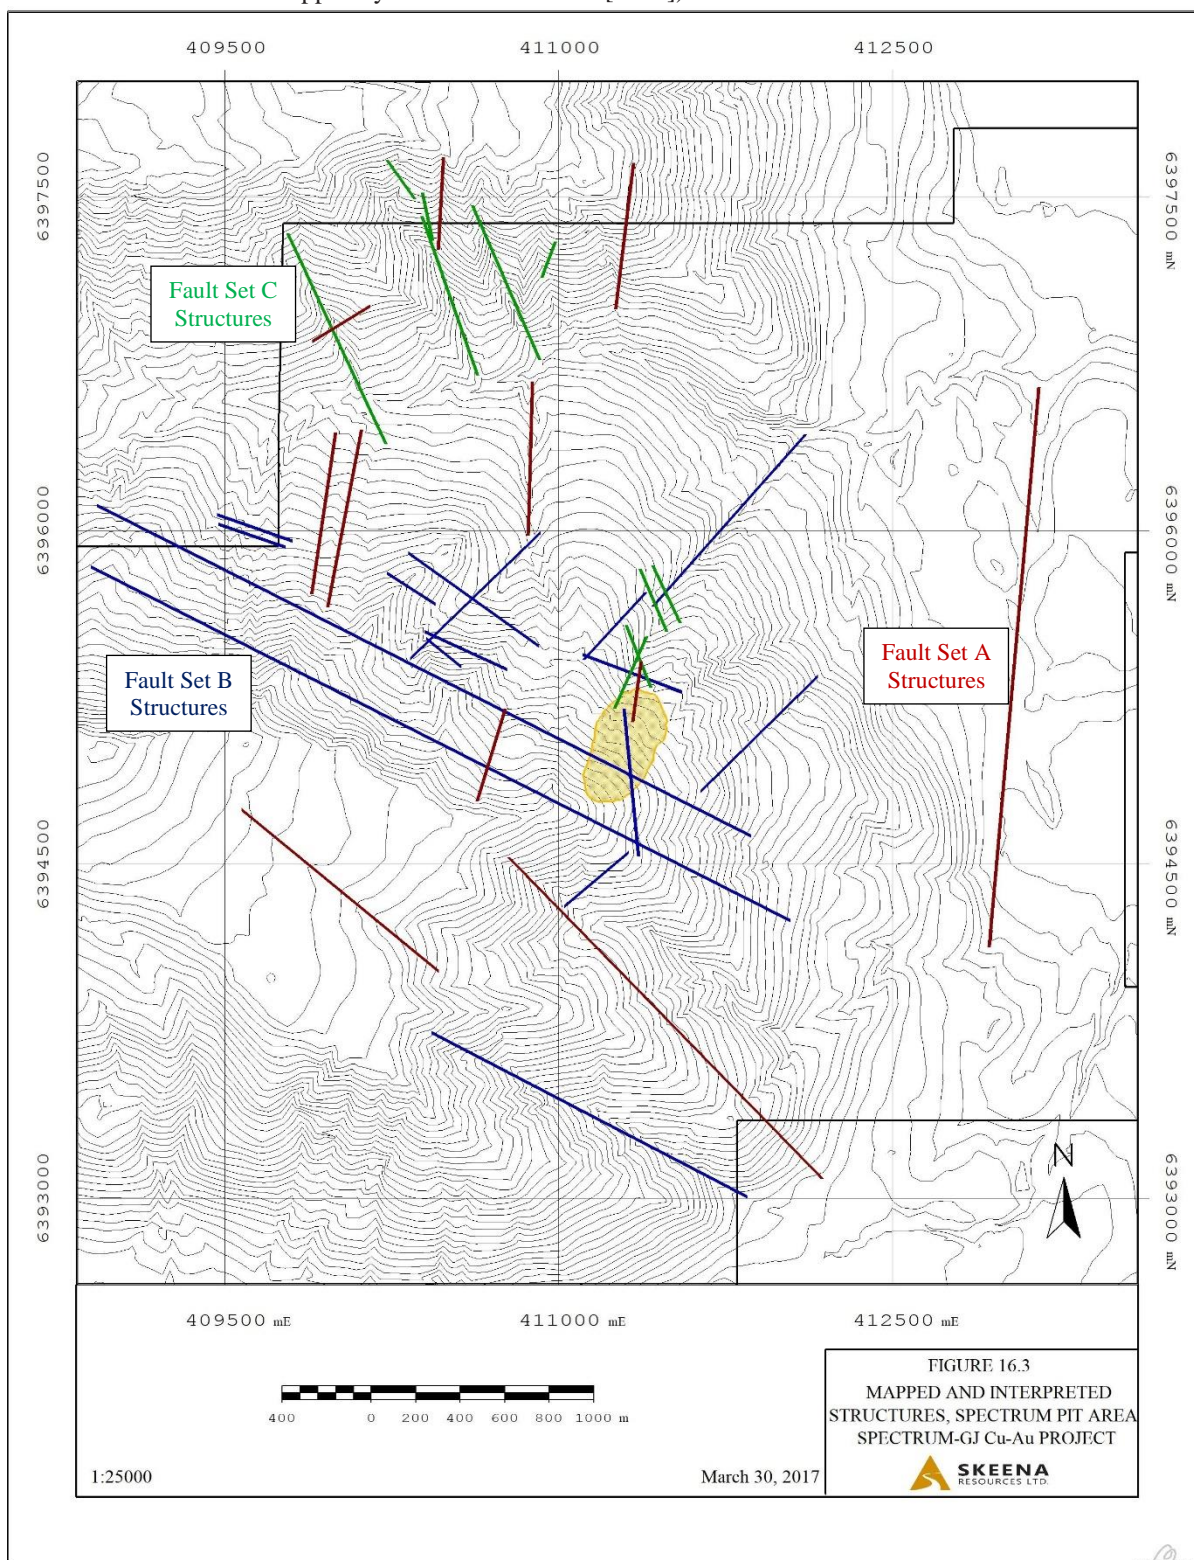 409500 411000 412500
6397500 6397500 mN
Fault Set C
Structures
6396000 6396000 mN
Fault Set A
Structures
Fault Set B
Structures
6394500 6394500 mN
N
6393000 6393000 mN
409500 mE 411000 mE 412500 mE
FIGURE 16.3
MAPPED AND INTERPRETED
STRUCTURES, SPECTRUM PIT AREA
SPECTRUM-GJ Cu-Au PROJECT
400 0 200 400 600 800 1000 m
SKEENA
RESOURCES LTD.
1:25000 March 30, 2017